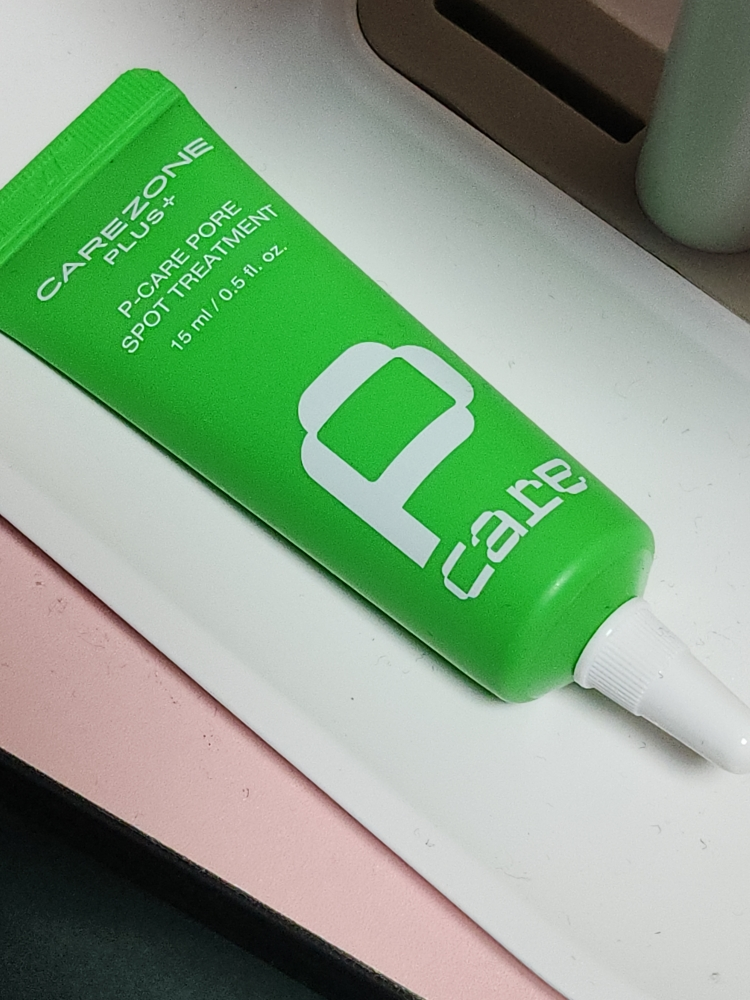 CAREZONE
PLUS+
P-CARE PORE
SPOT TREATMENT
15 ml / 0.5 fl. oz.
P
care